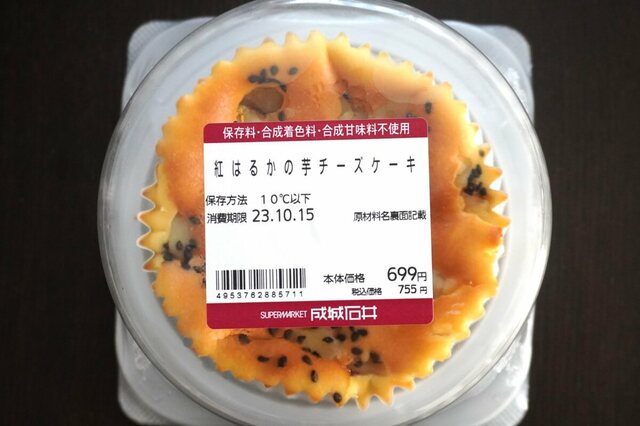 保存料・合成着色料・合成甘味料不使用
紅はるかの芋チーズケーキ
保存方法 10℃以下
消費期限 23.10.15 原材料名裏面記載
本体価格 699円
税込価格 755円
4953762885711
SUPERMARKET 成城石井